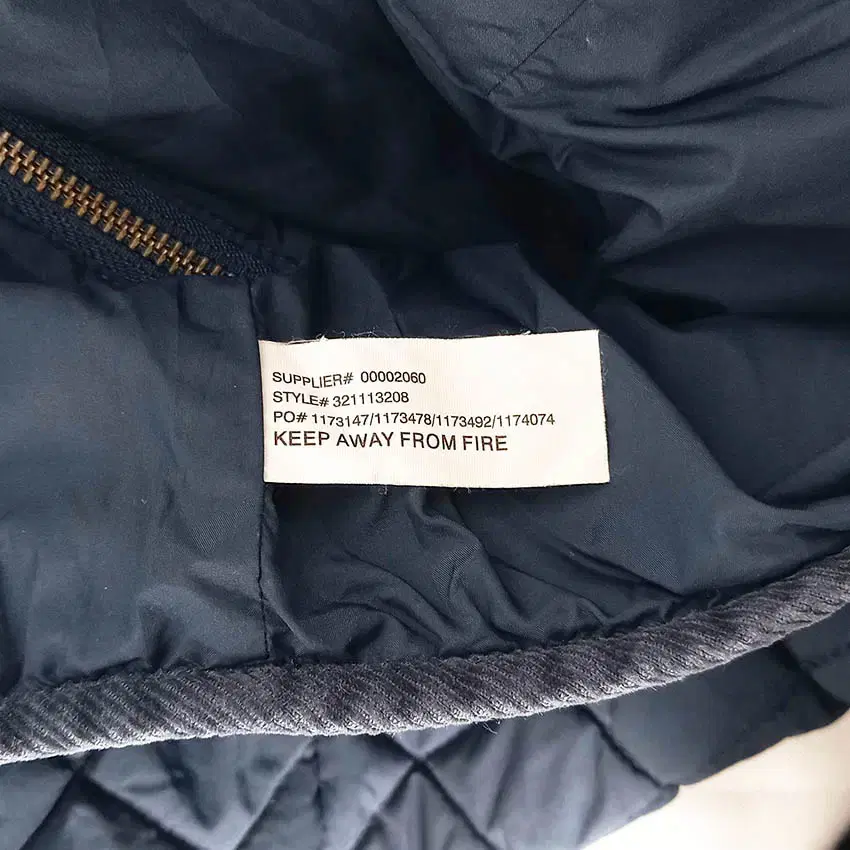 SUPPLIER# 00002060
STYLE# 321113208
PO# 1173147/1173478/1173492/1174074
KEEP AWAY FROM FIRE